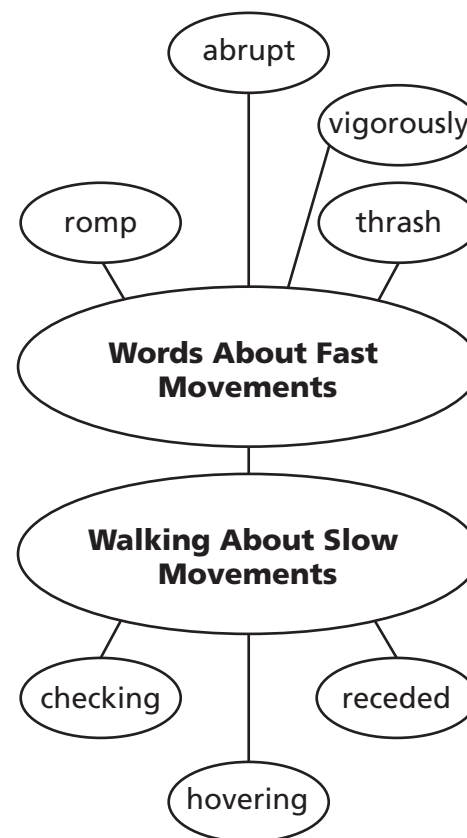 abrupt
vigorously
romp
thrash
Words About Fast
Movements
Walking About Slow
Movements
checking
receded
hovering